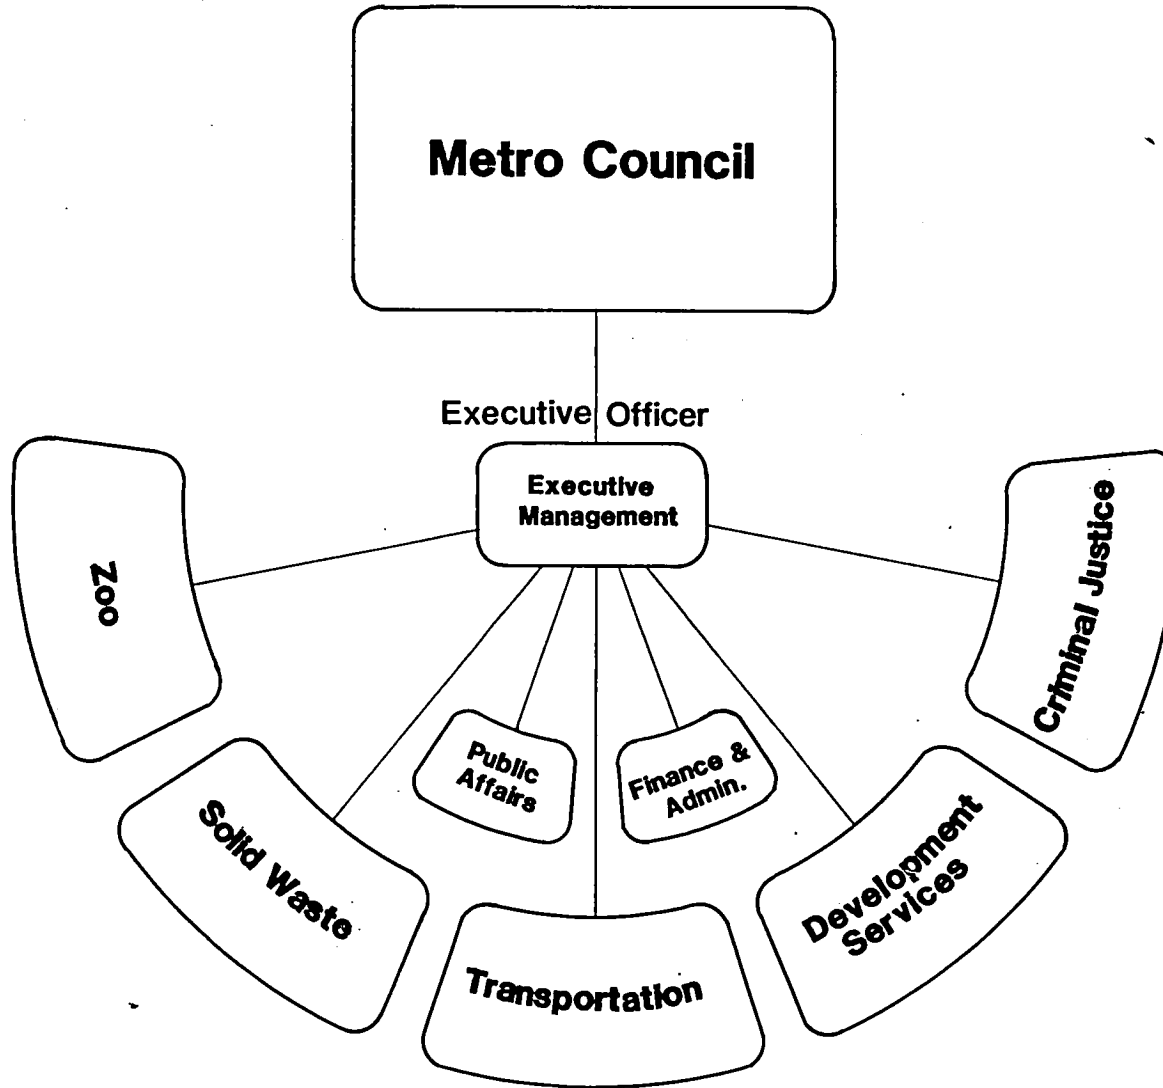 Metro Council
Executive Officer
Executive
Management
Zoo
Solid Waste
Public
Affairs
Transportation
Finance &
Admin.
Development
Services
Criminal Justice